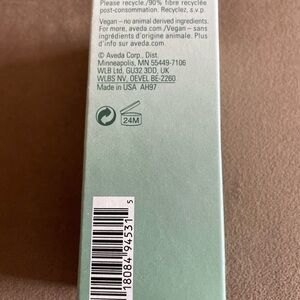 Please recycle/90% fibre recyclée
post-consommation. Recyclez, s.v.p.
Vegan – no animal derived ingredients.
For more, aveda.com/Vegan – sans
ingrédients d'origine animale. Plus
d'info sur aveda.com.
© Aveda Corp., Dist.
Minneapolis, MN 55449-7106
WLB Ltd, GU32 3DD, UK
WLBS NV, OEVEL BE-2260
Made in USA AH97
24M
18084 94531 5